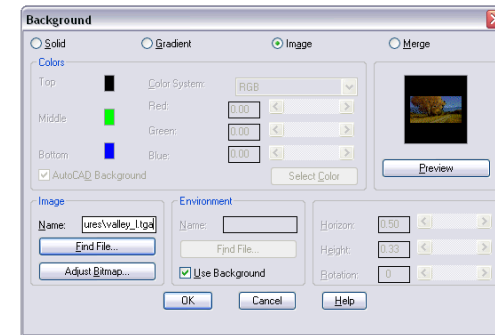 Background
Solid Gradient Image Merge
Colors
Top Color System: RGB
Middle Red: 0.00
Green: 0.00
Bottom Blue: 0.00
AutoCAD Background Select Color
Preview
Image Environment
Name: ures\valley_l.tga Name: Horizon: 0.50
Find File... Find File... Height: 0.33
Adjust Bitmap... Use Background Rotation: 0
OK Cancel Help